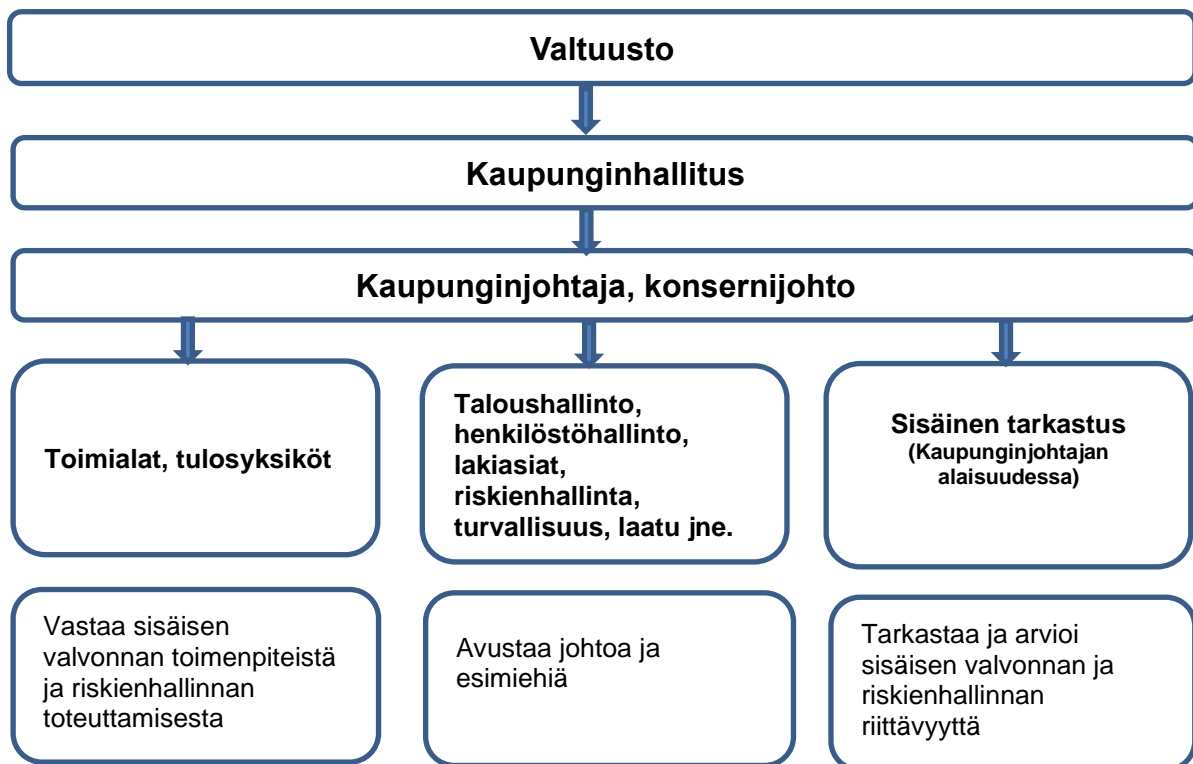 Valtuusto
Kaupunginhallitus
Kaupunginjohtaja, konsernijohto
Toimialat, tulosyksiköt
Taloushallinto,
henkilöstöhallinto,
lakiasiat,
riskienhallinta,
turvallisuus, laatu jne.
Sisäinen tarkastus
(Kaupunginjohtajan
alaisuudessa)
Vastaa sisäisen
valvonnan toimenpiteistä
ja riskienhallinnan
toteuttamisesta
Avustaa johtoa ja
esimiehiä
Tarkastaa ja arvioi
sisäisen valvonnan ja
riskienhallinnan
riittävyyttä